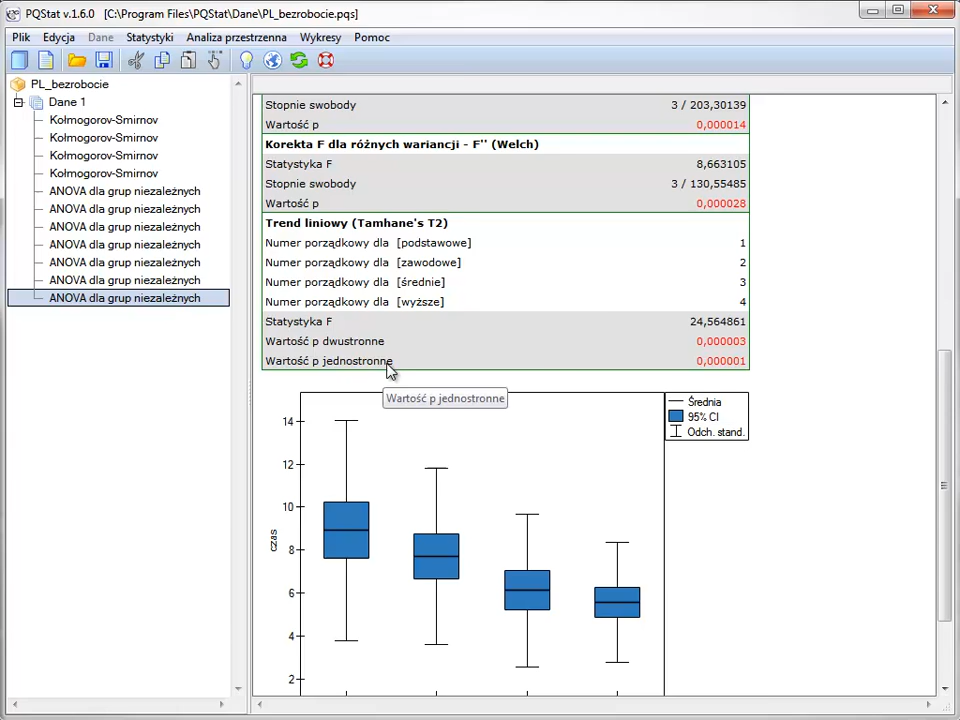 PQStat v.1.6.0 [C:\Program Files\PQStat\Dane\PL_bezrobocie.pqs]
Plik Edycja Dane Statystyki Analiza przestrzenna Wykresy Pomoc
PL_bezrobocie
Dane 1
Kołmogorov-Smirnov
Kołmogorov-Smirnov
Kołmogorov-Smirnov
Kołmogorov-Smirnov
ANOVA dla grup niezależnych
ANOVA dla grup niezależnych
ANOVA dla grup niezależnych
ANOVA dla grup niezależnych
ANOVA dla grup niezależnych
ANOVA dla grup niezależnych
ANOVA dla grup niezależnych
Stopnie swobody 3 / 203,30139
Wartość p 0,000014
Korekta F dla różnych wariancji - F'' (Welch)
Statystyka F 8,663105
Stopnie swobody 3 / 130,55485
Wartość p 0,000028
Trend liniowy (Tamhane's T2)
Numer porządkowy dla [podstawowe] 1
Numer porządkowy dla [zawodowe] 2
Numer porządkowy dla [średnie] 3
Numer porządkowy dla [wyższe] 4
Statystyka F 24,564861
Wartość p dwustronne 0,000003
Wartość p jednostronne 0,000001
Wartość p jednostronne
Średnia
95% CI
Odch. stand.
czas
14
12
10
8
6
4
2